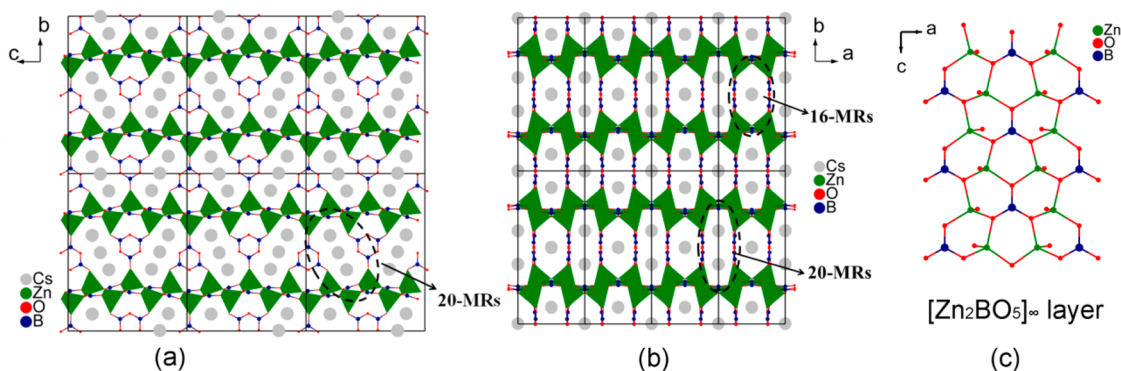 b
c
Cs
Zn
O
B
20-MRs
(a)
b
a
16-MRs
Cs
Zn
O
B
20-MRs
(b)
a
c
Zn
O
B
[Zn₂BO₅]∞ layer
(c)